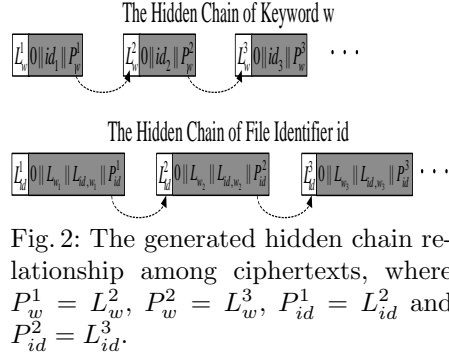 The Hidden Chain of Keyword w
L_w^1 0||id_1||P_w^1 L_w^2 0||id_2||P_w^2 L_w^3 0||id_3||P_w^3 · · ·
The Hidden Chain of File Identifier id
L_id^1 0||L_{w_1}||L_{id,w_1}||P_id^1 L_id^2 0||L_{w_2}||L_{id,w_2}||P_id^2 L_id^3 0||L_{w_3}||L_{id,w_3}||P_id^3 · · ·
Fig. 2: The generated hidden chain re-
lationship among ciphertexts, where
P_w^1 = L_w^2, P_w^2 = L_w^3, P_id^1 = L_id^2 and
P_id^2 = L_id^3.